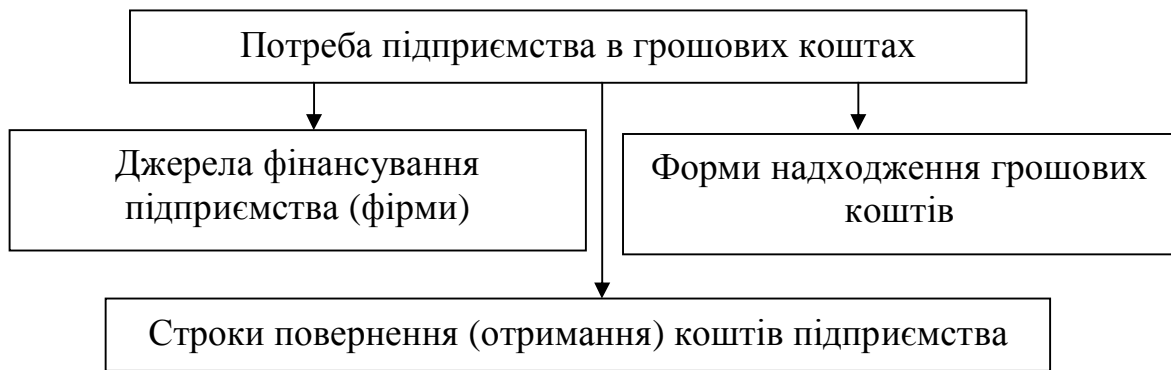 Потреба підприємства в грошових коштах
Джерела фінансування
підприємства (фірми)
Форми надходження грошових
коштів
Строки повернення (отримання) коштів підприємства